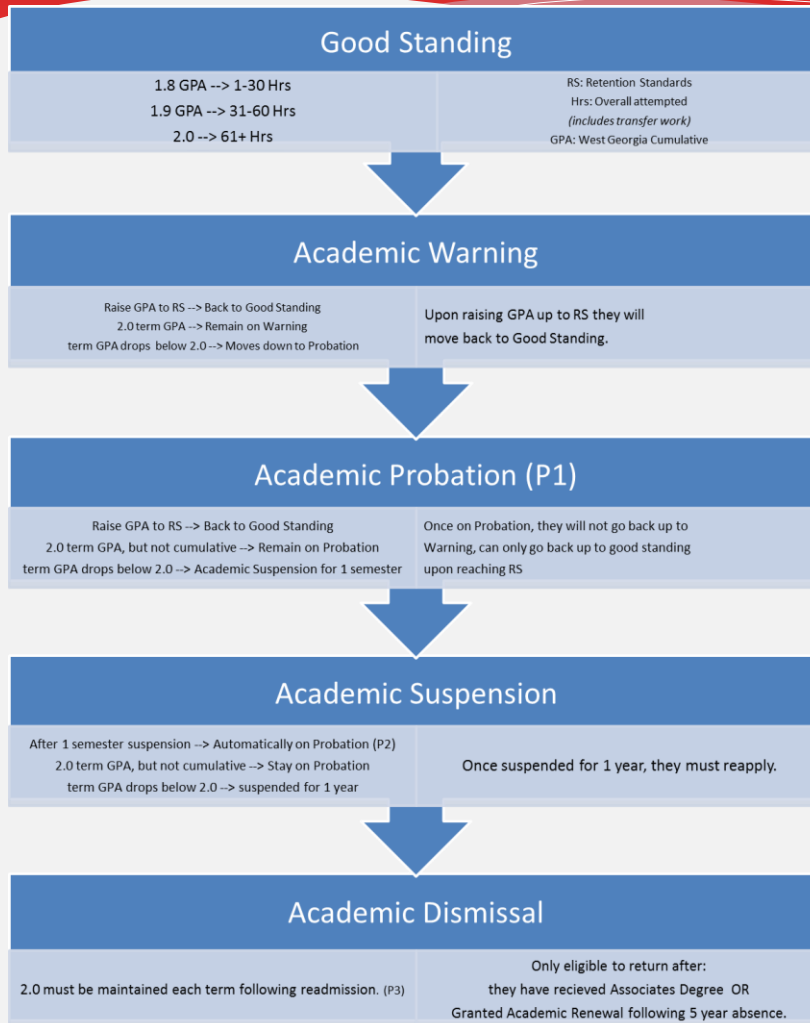 Good Standing
1.8 GPA --> 1-30 Hrs
1.9 GPA --> 31-60 Hrs
2.0 --> 61+ Hrs
RS: Retention Standards
Hrs: Overall attempted
(includes transfer work)
GPA: West Georgia Cumulative
Academic Warning
Raise GPA to RS --> Back to Good Standing
2.0 term GPA --> Remain on Warning
term GPA drops below 2.0 --> Moves down to Probation
Upon raising GPA up to RS they will
move back to Good Standing.
Academic Probation (P1)
Raise GPA to RS --> Back to Good Standing
2.0 term GPA, but not cumulative --> Remain on Probation
term GPA drops below 2.0 --> Academic Suspension for 1 semester
Once on Probation, they will not go back up to
Warning, can only go back up to good standing
upon reaching RS
Academic Suspension
After 1 semester suspension --> Automatically on Probation (P2)
2.0 term GPA, but not cumulative --> Stay on Probation
term GPA drops below 2.0 --> suspended for 1 year
Once suspended for 1 year, they must reapply.
Academic Dismissal
2.0 must be maintained each term following readmission. (P3)
Only eligible to return after:
they have recieved Associates Degree OR
Granted Academic Renewal following 5 year absence.